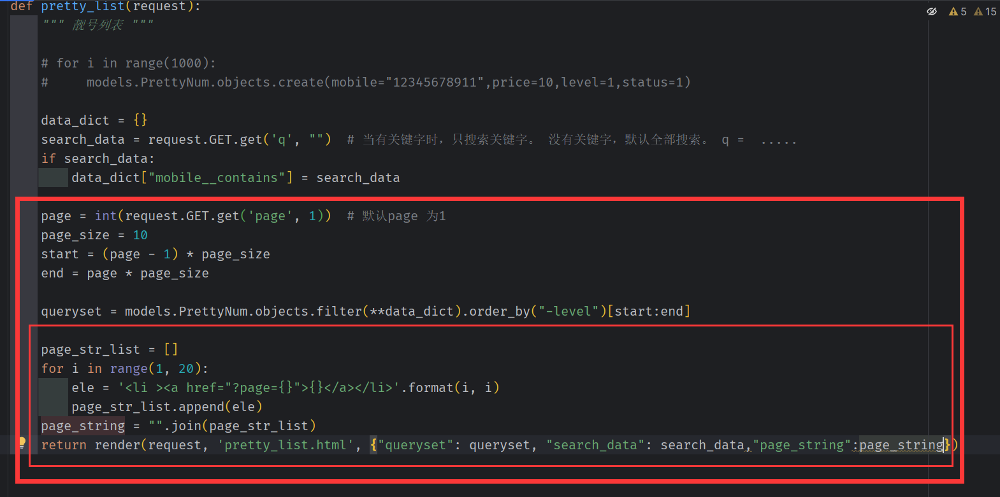 def pretty_list(request):
""" 靓号列表 """
5 15
# for i in range(1000):
#     models.PrettyNum.objects.create(mobile="12345678911",price=10,level=1,status=1)
data_dict = {}
search_data = request.GET.get('q', "")  # 当有关键字时，只搜索关键字。 没有关键字，默认全部搜索。 q =  .....
if search_data:
    data_dict["mobile__contains"] = search_data
page = int(request.GET.get('page', 1))  # 默认page 为1
page_size = 10
start = (page - 1) * page_size
end = page * page_size
queryset = models.PrettyNum.objects.filter(**data_dict).order_by("-level")[start:end]
page_str_list = []
for i in range(1, 20):
    ele = '<li ><a href="?page={}">{}</a></li>'.format(i, i)
    page_str_list.append(ele)
page_string = "".join(page_str_list)
return render(request, 'pretty_list.html', {"queryset": queryset, "search_data": search_data,"page_string":page_string})